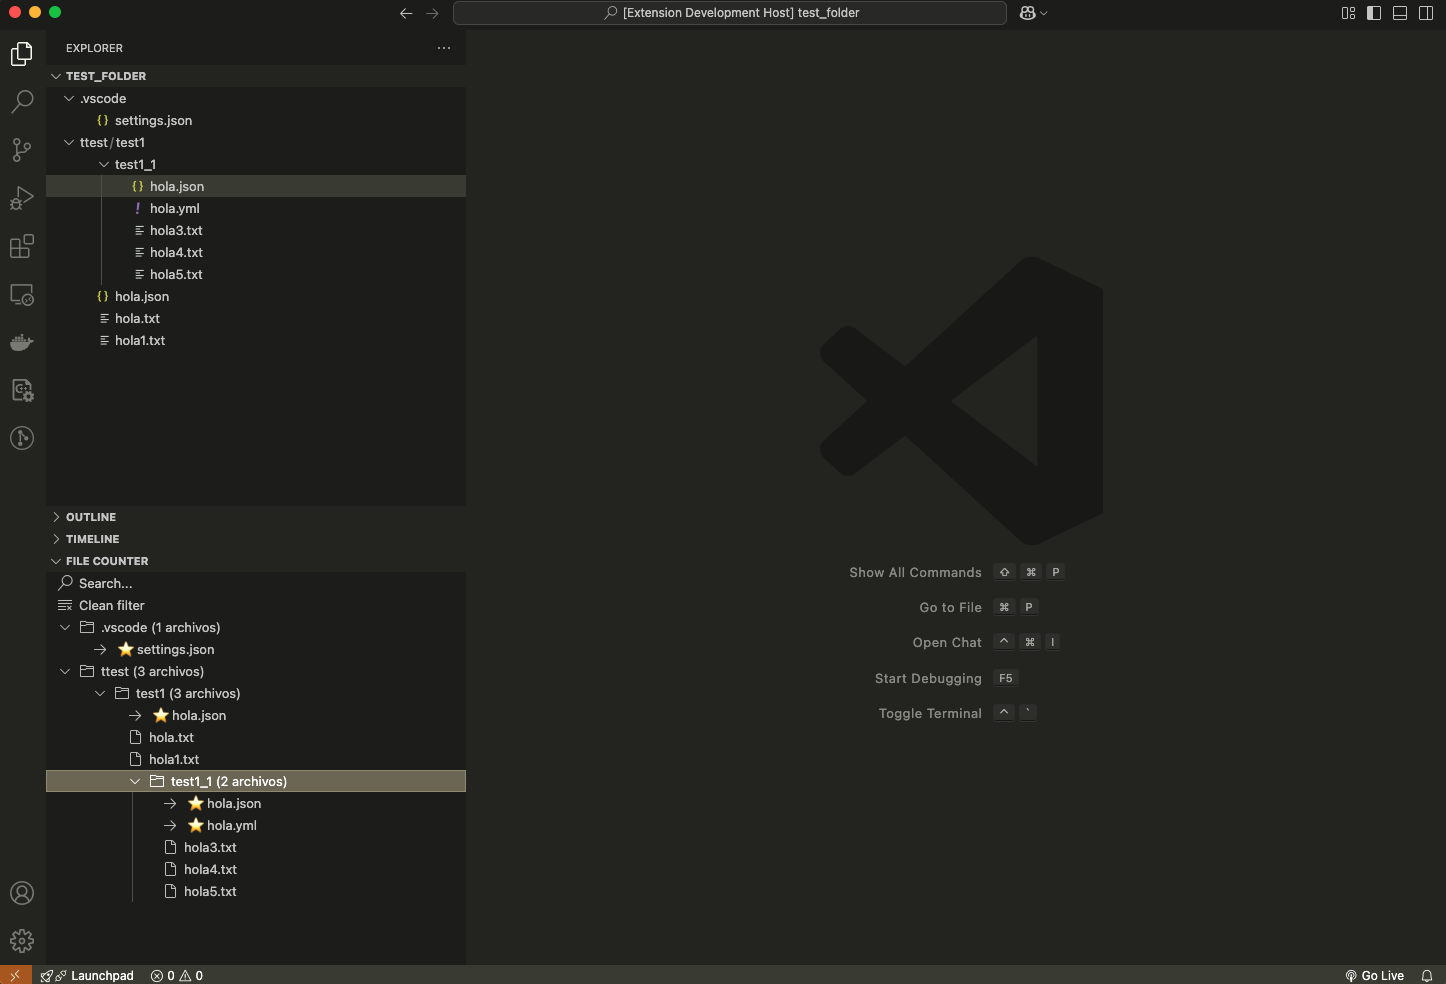 [Extension Development Host] test_folder
EXPLORER
TEST_FOLDER
.vscode
{} settings.json
ttest/test1
test1_1
{} hola.json
! hola.yml
hola3.txt
hola4.txt
hola5.txt
{} hola.json
hola.txt
hola1.txt
OUTLINE
TIMELINE
FILE COUNTER
Search...
Clean filter
.vscode (1 archivos)
settings.json
ttest (3 archivos)
test1 (3 archivos)
hola.json
hola.txt
hola1.txt
test1_1 (2 archivos)
hola.json
hola.yml
hola3.txt
hola4.txt
hola5.txt
Show All Commands ⇧ ⌘ P
Go to File ⌘ P
Open Chat ^ ⌘ I
Start Debugging F5
Toggle Terminal ^ `
Launchpad 0 0 Go Live